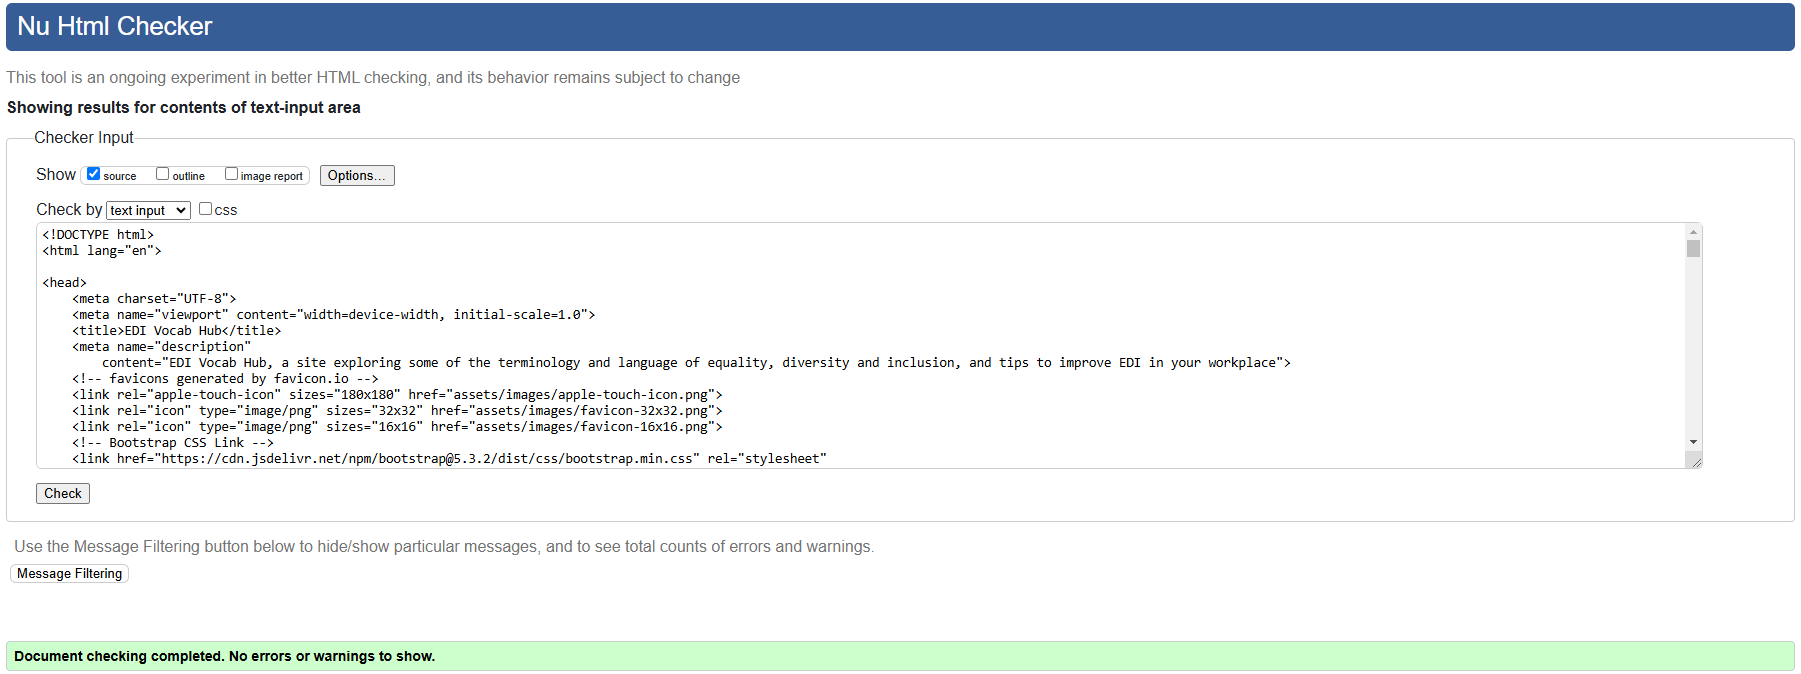 Nu Html Checker
This tool is an ongoing experiment in better HTML checking, and its behavior remains subject to change
Showing results for contents of text-input area
Checker Input
Show source outline image report Options...
Check by text input css
<!DOCTYPE html>
<html lang="en">
<head>
<meta charset="UTF-8">
<meta name="viewport" content="width=device-width, initial-scale=1.0">
<title>EDI Vocab Hub</title>
<meta name="description"
content="EDI Vocab Hub, a site exploring some of the terminology and language of equality, diversity and inclusion, and tips to improve EDI in your workplace">
<!-- favicons generated by favicon.io -->
<link rel="apple-touch-icon" sizes="180x180" href="assets/images/apple-touch-icon.png">
<link rel="icon" type="image/png" sizes="32x32" href="assets/images/favicon-32x32.png">
<link rel="icon" type="image/png" sizes="16x16" href="assets/images/favicon-16x16.png">
<!-- Bootstrap CSS Link -->
<link href="https://cdn.jsdelivr.net/npm/bootstrap@5.3.2/dist/css/bootstrap.min.css" rel="stylesheet"
Check
Use the Message Filtering button below to hide/show particular messages, and to see total counts of errors and warnings.
Message Filtering
Document checking completed. No errors or warnings to show.